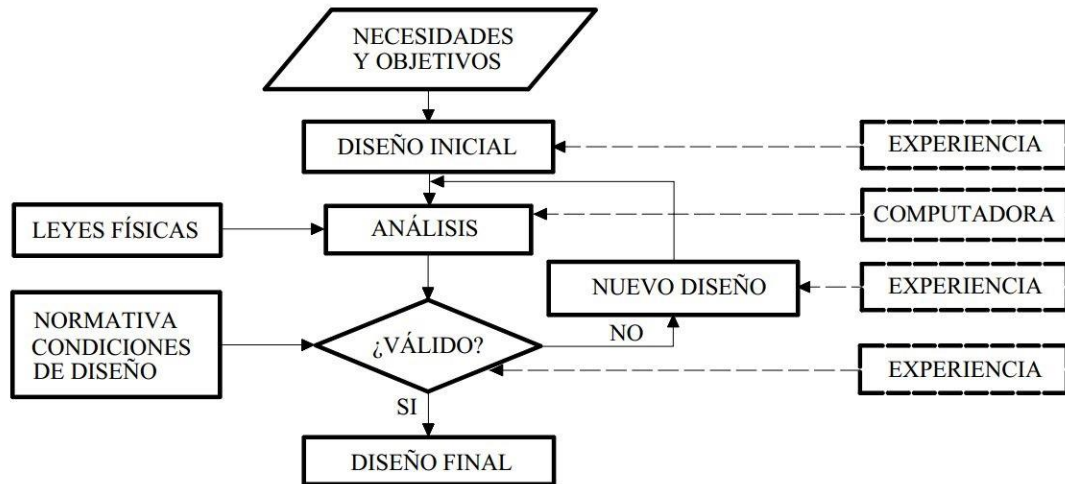 NECESIDADES
Y OBJETIVOS
DISEÑO INICIAL
EXPERIENCIA
LEYES FÍSICAS
ANÁLISIS
COMPUTADORA
NUEVO DISEÑO
EXPERIENCIA
NORMATIVA
CONDICIONES
DE DISEÑO
¿VÁLIDO?
NO
EXPERIENCIA
SI
DISEÑO FINAL